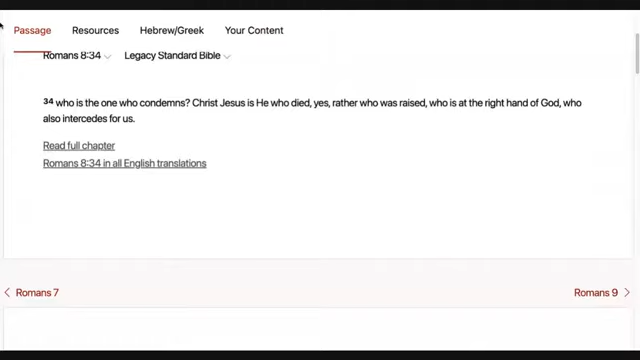 Passage Resources Hebrew/Greek Your Content
Romans 8:34 Legacy Standard Bible
34 who is the one who condemns? Christ Jesus is He who died, yes, rather who was raised, who is at the right hand of God, who
also intercedes for us.
Read full chapter
Romans 8:34 in all English translations
Romans 7 Romans 9